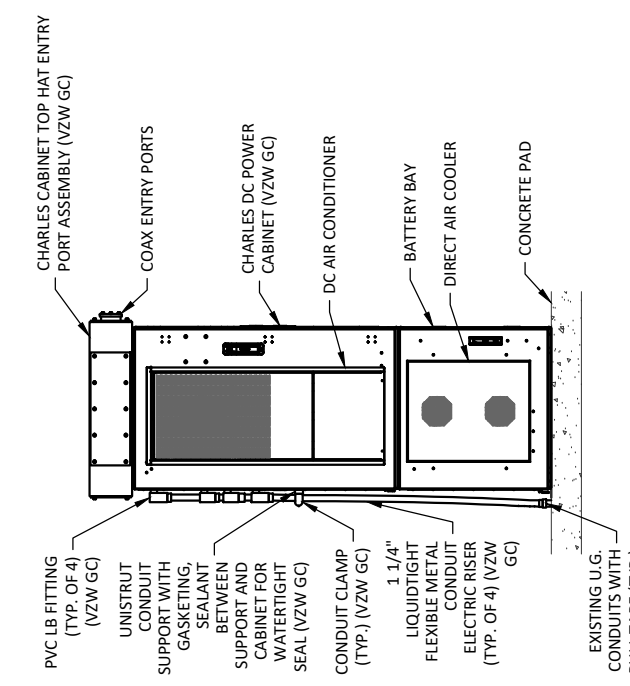 CHARLES CABINET TOP HAT ENTRY
PORT ASSEMBLY (VZW GC)
COAX ENTRY PORTS
CHARLES DC POWER
CABINET (VZW GC)
DC AIR CONDITIONER
BATTERY BAY
DIRECT AIR COOLER
CONCRETE PAD
PVC LB FITTING
(TYP. OF 4)
(VZW GC)
UNISTRUT
CONDUIT
SUPPORT WITH
GASKETING,
SEALANT
BETWEEN
SUPPORT AND
CABINET FOR
WATERTIGHT
SEAL (VZW GC)
CONDUIT CLAMP
(TYP.) (VZW GC)
1 1/4"
LIQUIDTIGHT
FLEXIBLE METAL
CONDUIT
ELECTRIC RISER
(TYP. OF 4) (VZW
GC)
EXISTING U.G.
CONDUITS WITH